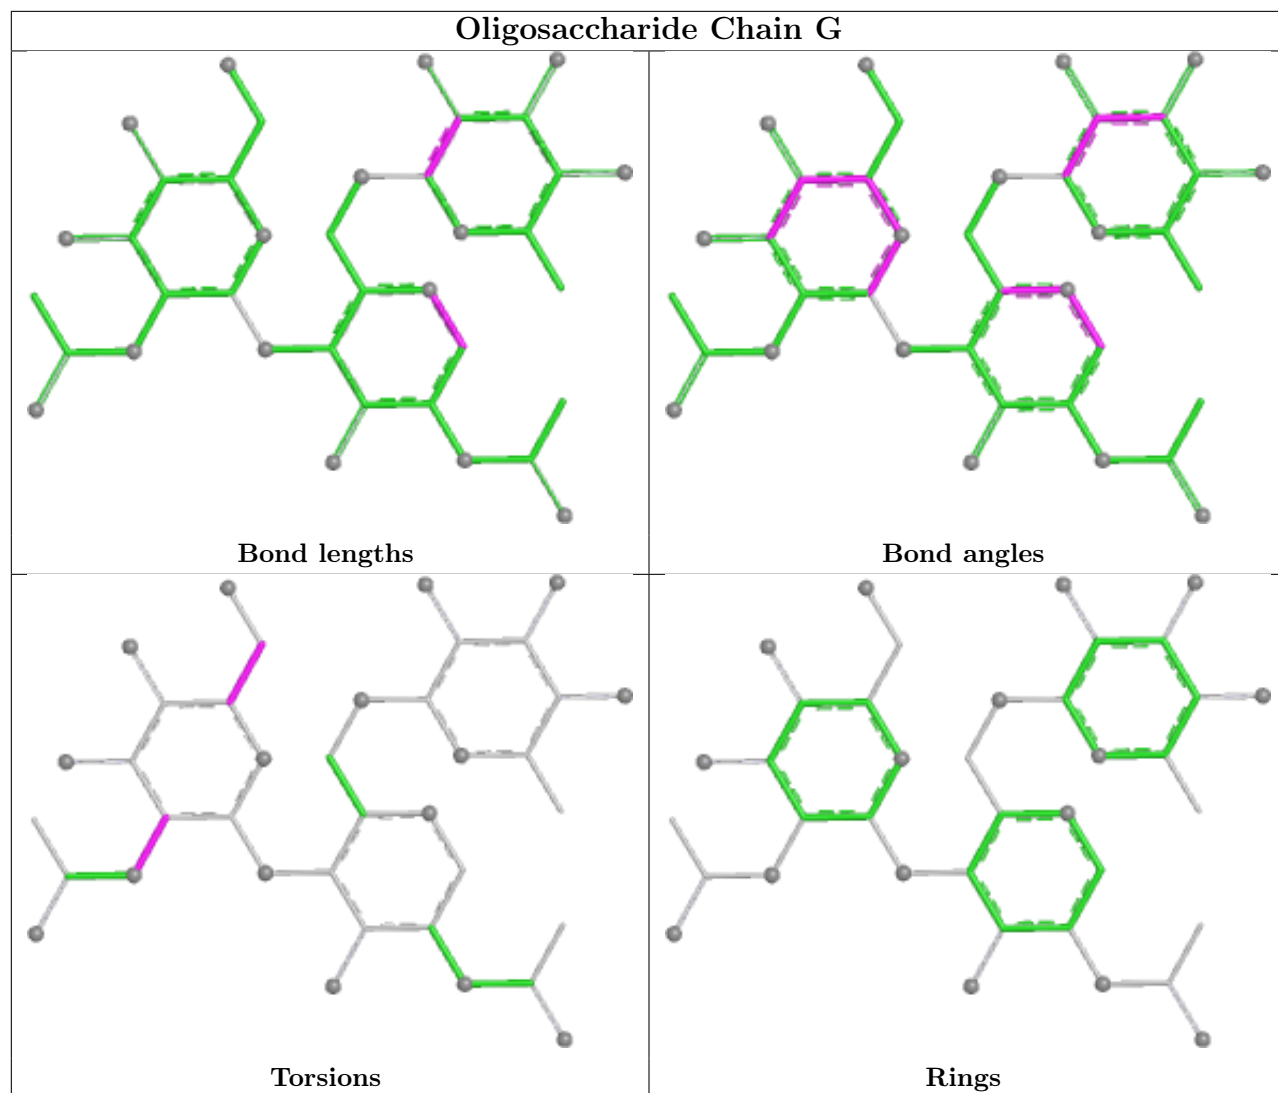 Oligosaccharide Chain G
Bond lengths
Bond angles
Torsions
Rings